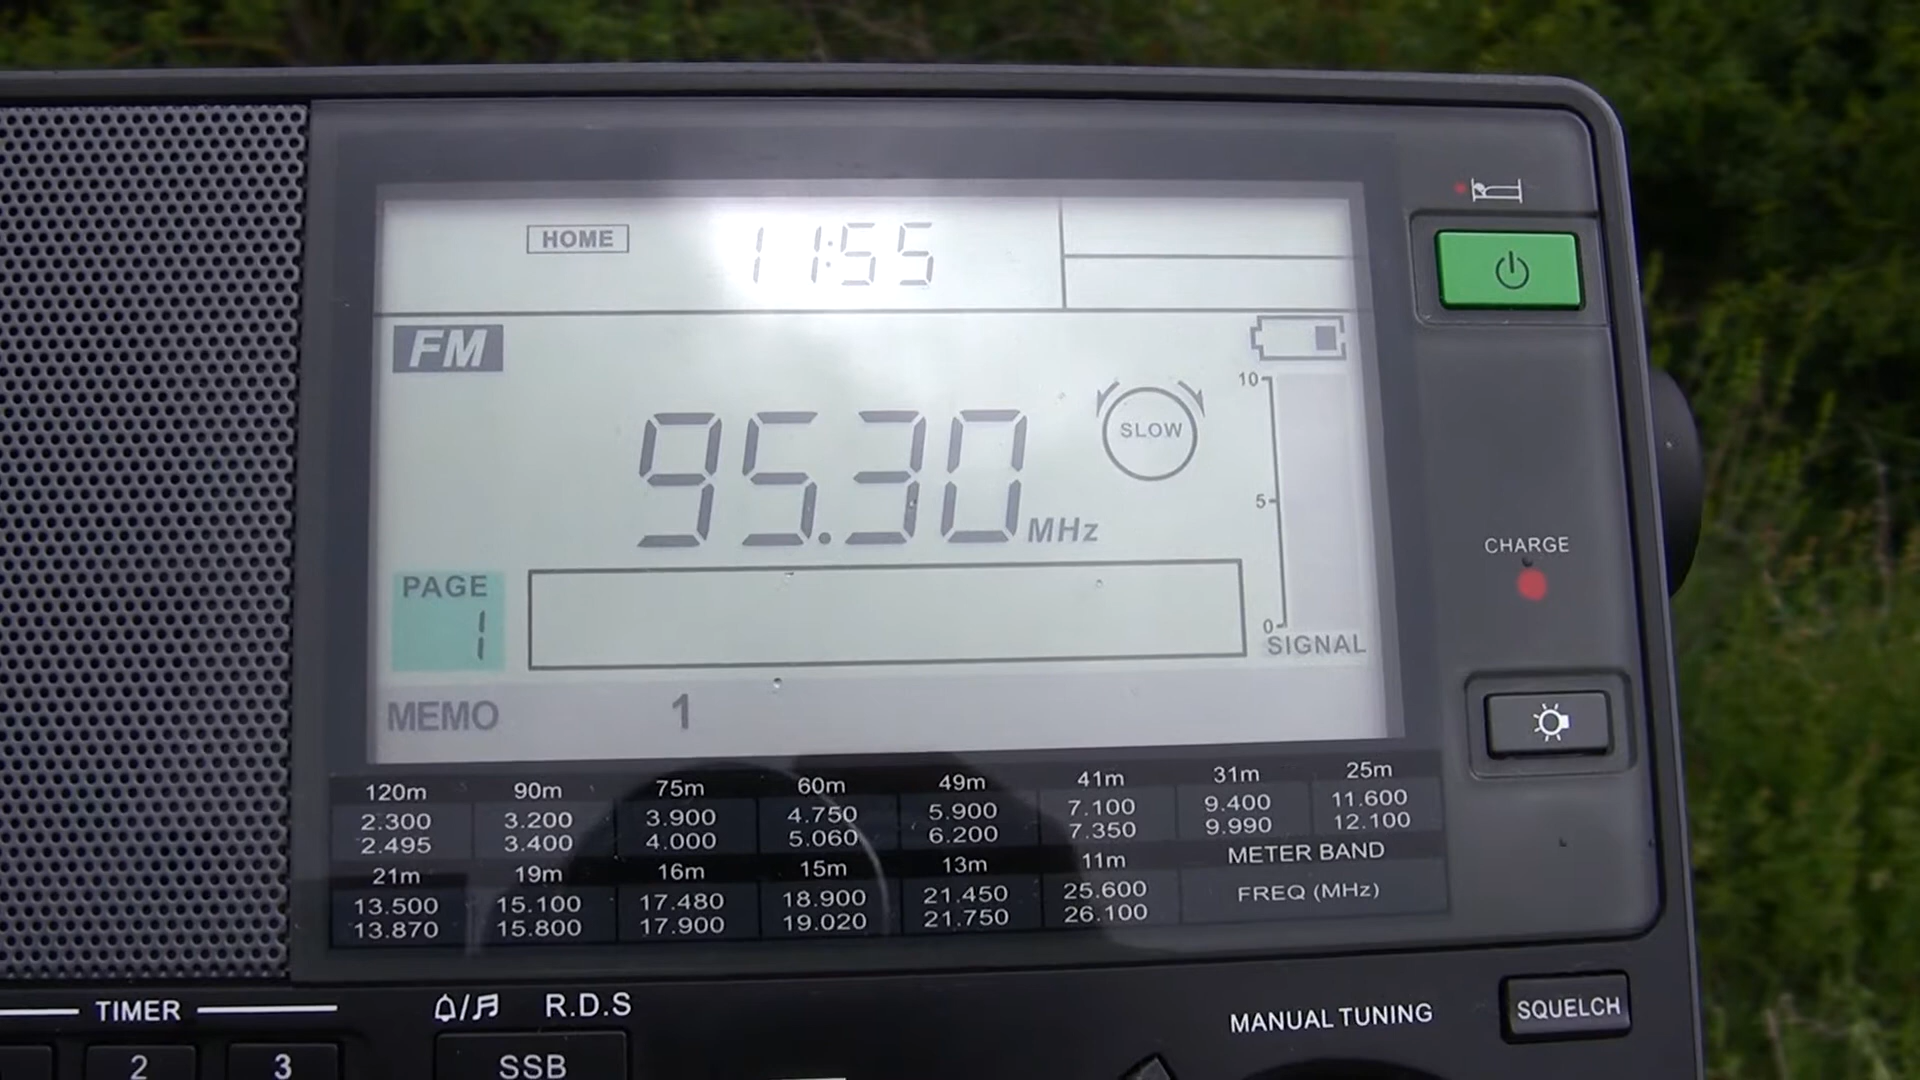 HOME 11:55
FM
10
SLOW
95.30 MHz
5
PAGE
1
0
SIGNAL
MEMO 1
CHARGE
120m 90m 75m 60m 49m 41m 31m 25m
2.300 3.200 3.900 4.750 5.900 7.100 9.400 11.600
2.495 3.400 4.000 5.060 6.200 7.350 9.990 12.100
21m 19m 16m 15m 13m 11m METER BAND
13.500 15.100 17.480 18.900 21.450 25.600 FREQ (MHz)
13.870 15.800 17.900 19.020 21.750 26.100
TIMER R.D.S MANUAL TUNING SQUELCH
2 3 SSB